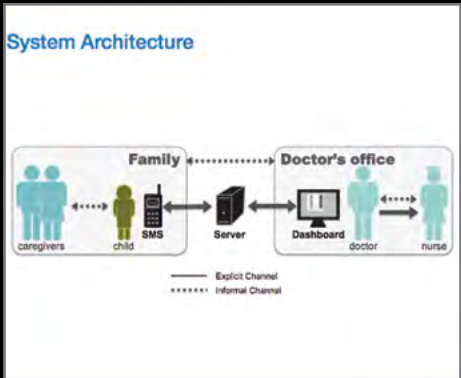 System Architecture
Family
Doctor's office
caregivers
child
SMS
Server
Dashboard
doctor
nurse
Explicit Channel
Informal Channel